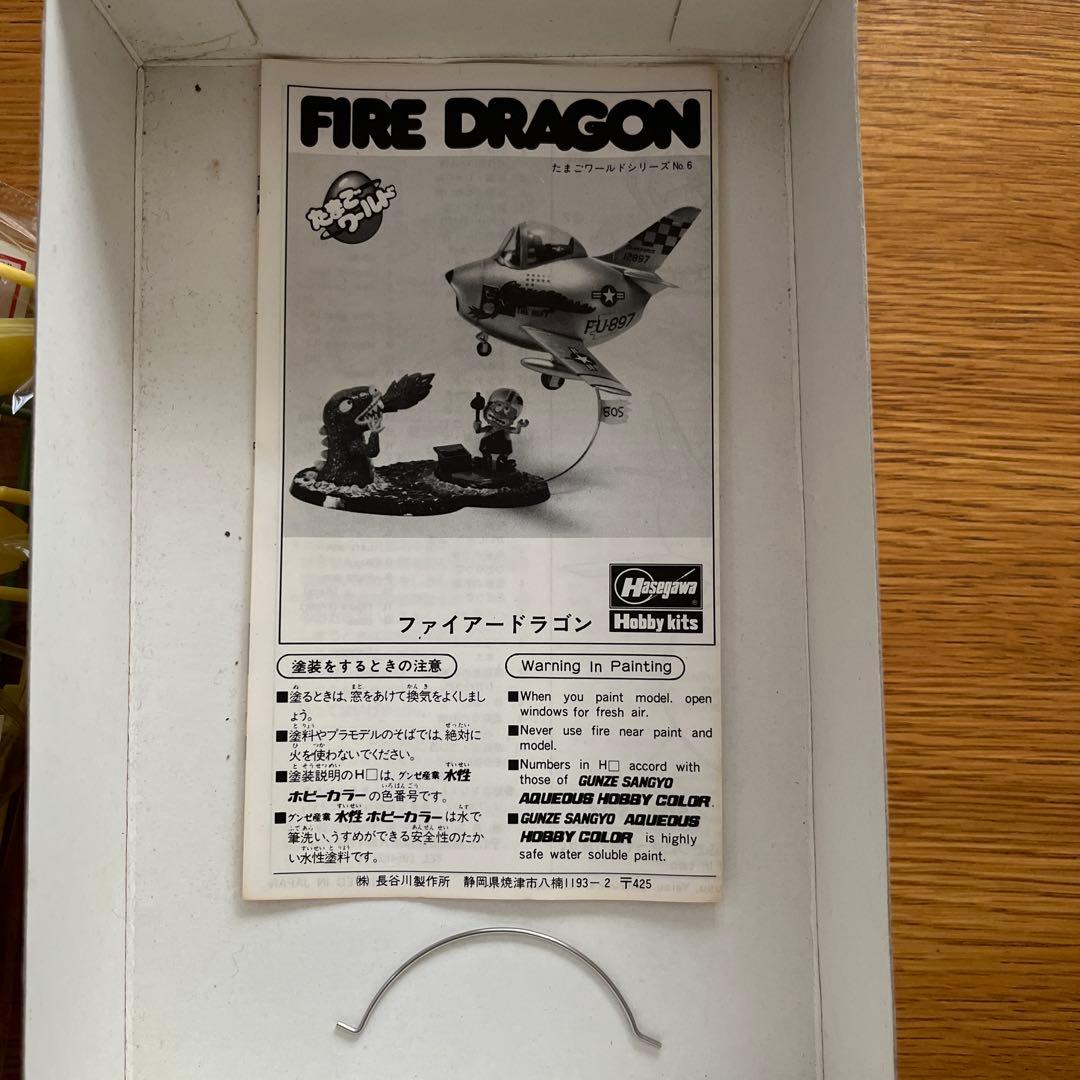 FIRE DRAGON
たまごワールドシリーズ No.6
たまご
ワールド
12897
FU-897
SOS
Hasegawa
Hobby kits
ファイアードラゴン
塗装をするときの注意
■塗るときは、窓をあけて換気をよくしまし
ょう。
■塗料やプラモデルのそばでは、絶対に
火を使わないでください。
■塗装説明のH□は、グンゼ産業 水性
ホビーカラーの色番号です。
■グンゼ産業 水性 ホビーカラーは水で
筆洗い、うすめができる安全性のたか
い水性塗料です。
Warning In Painting
■When you paint model. open
windows for fresh air.
■Never use fire near paint and
model.
■Numbers in H□ accord with
those of GUNZE SANGYO
AQUEOUS HOBBY COLOR.
■GUNZE SANGYO AQUEOUS
HOBBY COLOR is highly
safe water soluble paint.
㈱ 長谷川製作所 静岡県焼津市八楠1193－2 〒425